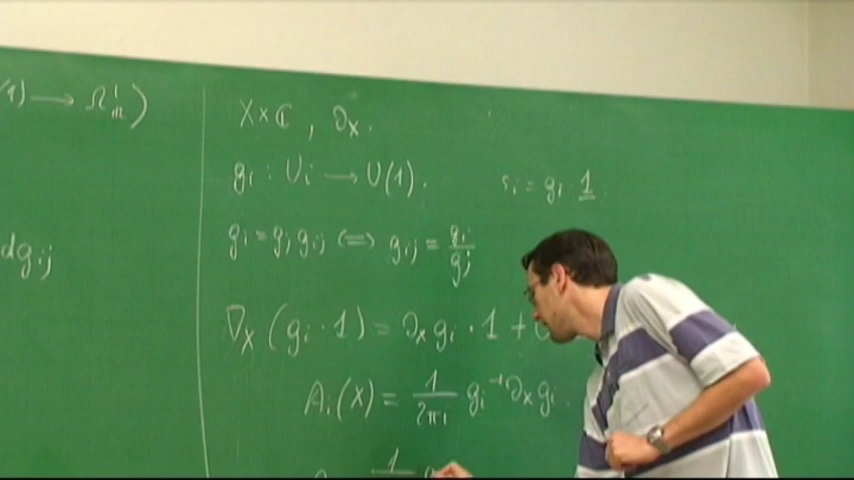 1) ⟶ Ω¹_m )
dg_ij
X × ℂ , ∂_X .
g_i : U_i ⟶ U(1) .
s_i = g_i · 1
g_i = g_j g_ij ⟺ g_ij = g_i / g_j
∇_X ( g_i · 1 ) = ∂_X g_i · 1 +
A_i(X) = 1 / 2πi g_i⁻¹ ∂_X g_i .
1